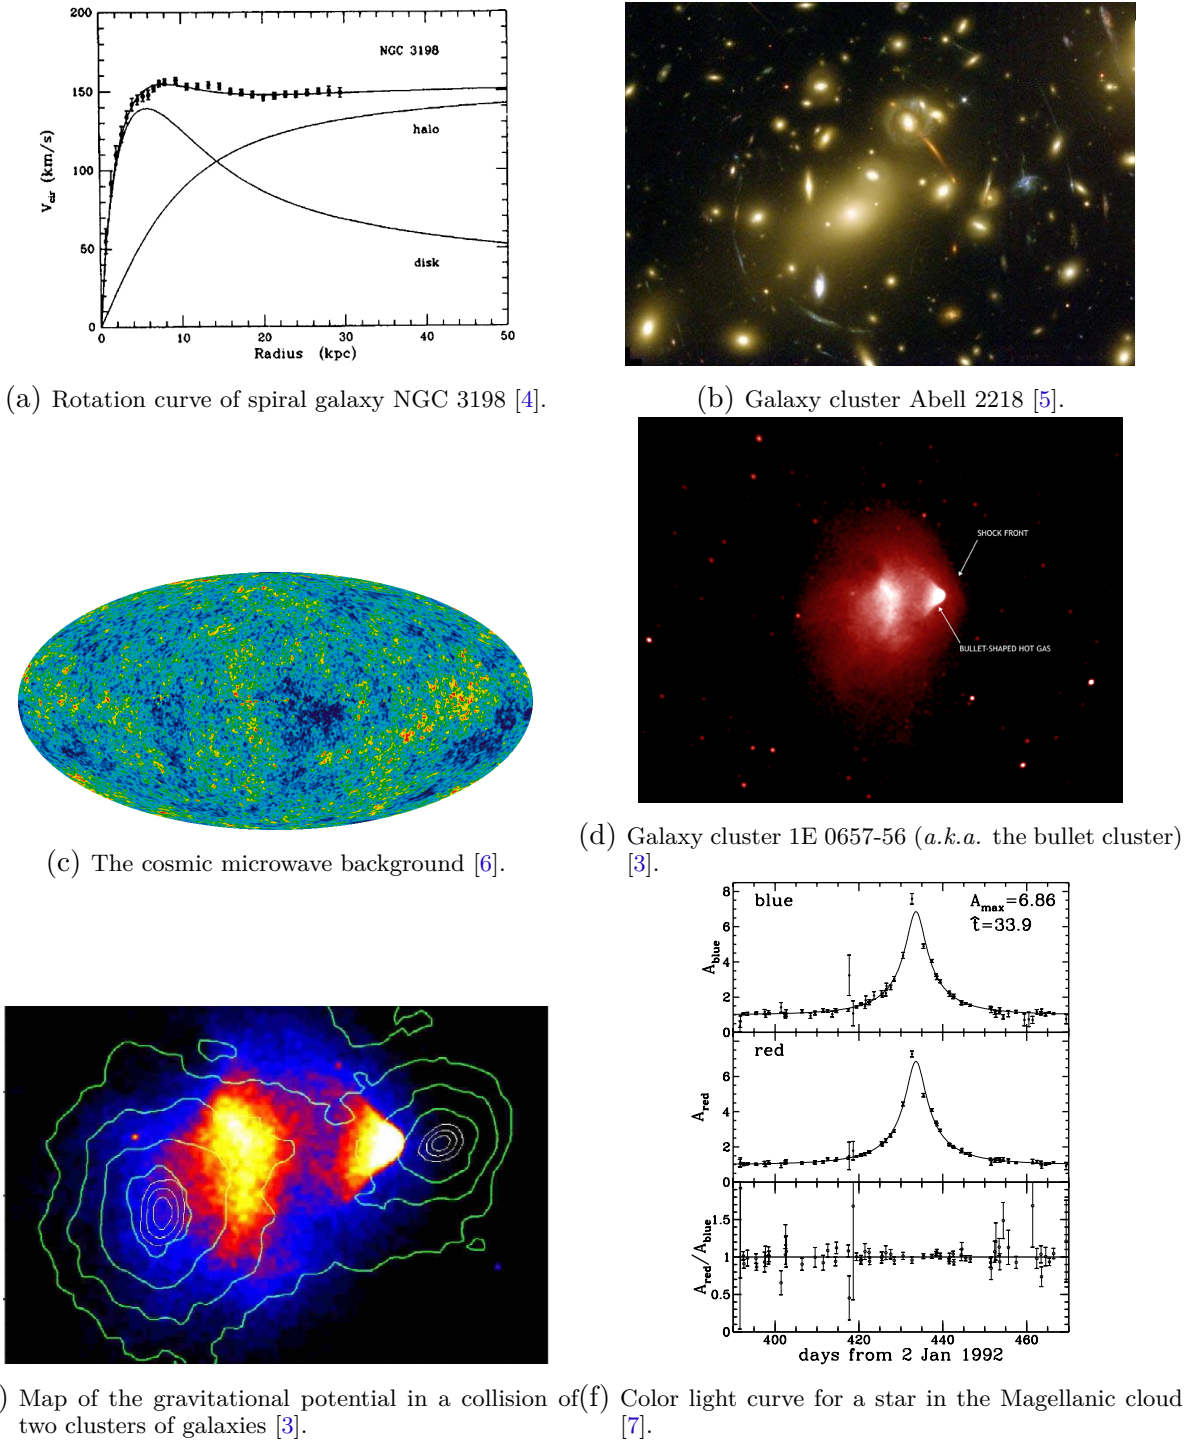 200
150
100
50
0
V_cir (km/s)
NGC 3198
halo
disk
0 10 20 30 40 50
Radius (kpc)
(a) Rotation curve of spiral galaxy NGC 3198 [4].
(b) Galaxy cluster Abell 2218 [5].
SHOCK FRONT
BULLET-SHAPED HOT GAS
(c) The cosmic microwave background [6].
(d) Galaxy cluster 1E 0657-56 (a.k.a. the bullet cluster)
[3].
blue
A_max=6.86
t̂=33.9
8
6
4
2
0
A_blue
red
6
4
2
0
A_red
1.5
1
0.5
0
A_red/A_blue
400 420 440 460
days from 2 Jan 1992
) Map of the gravitational potential in a collision of
two clusters of galaxies [3].
(f) Color light curve for a star in the Magellanic cloud
[7].